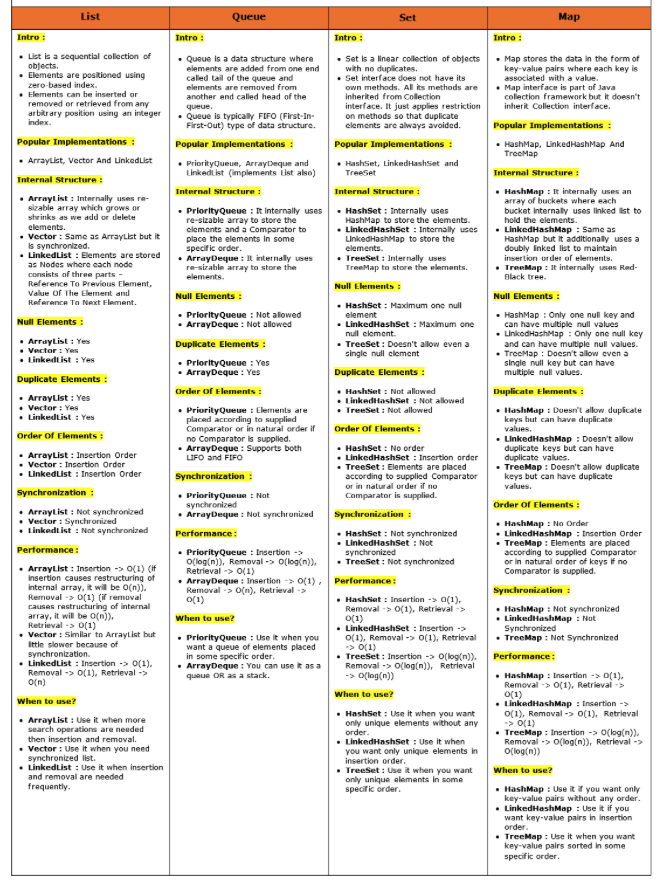 List
Intro :
• List is a sequential collection of
objects.
• Elements are positioned using
zero-based index.
• Elements can be inserted or
removed or retrieved from any
arbitrary position using an integer
index.
Popular Implementations :
• ArrayList, Vector And LinkedList
Internal Structure :
• ArrayList : Internally uses re-
sizable array which grows or
shrinks as we add or delete
elements.
• Vector : Same as ArrayList but it
is synchronized.
• LinkedList : Elements are stored
as Nodes where each node
consists of three parts –
Reference To Previous Element,
Value Of The Element and
Reference To Next Element.
Null Elements :
• ArrayList : Yes
• Vector : Yes
• LinkedList : Yes
Duplicate Elements :
• ArrayList : Yes
• Vector : Yes
• LinkedList : Yes
Order Of Elements :
• ArrayList : Insertion Order
• Vector : Insertion Order
• LinkedList : Insertion Order
Synchronization :
• ArrayList : Not synchronized
• Vector : Synchronized
• LinkedList : Not synchronized
Performance :
• ArrayList : Insertion -> O(1) (if
insertion causes restructuring of
internal array, it will be O(n)),
Removal -> O(1) (if removal
causes restructuring of internal
array, it will be O(n)),
Retrieval -> O(1)
• Vector : Similar to ArrayList but
little slower because of
synchronization.
• LinkedList : Insertion -> O(1),
Removal -> O(1), Retrieval ->
O(n)
When to use?
• ArrayList : Use it when more
search operations are needed
then insertion and removal.
• Vector : Use it when you need
synchronized list.
• LinkedList : Use it when insertion
and removal are needed
frequently.
Queue
Intro :
• Queue is a data structure where
elements are added from one end
called tail of the queue and
elements are removed from
another end called head of the
queue.
• Queue is typically FIFO (First-In-
First-Out) type of data structure.
Popular Implementations :
• PriorityQueue, ArrayDeque and
LinkedList (implements List also)
Internal Structure :
• PriorityQueue : It internally uses
re-sizable array to store the
elements and a Comparator to
place the elements in some
specific order.
• ArrayDeque : It internally uses
re-sizable array to store the
elements.
Null Elements :
• PriorityQueue : Not allowed
• ArrayDeque : Not allowed
Duplicate Elements :
• PriorityQueue : Yes
• ArrayDeque : Yes
Order Of Elements :
• PriorityQueue : Elements are
placed according to supplied
Comparator or in natural order if
no Comparator is supplied.
• ArrayDeque : Supports both
LIFO and FIFO
Synchronization :
• PriorityQueue : Not
synchronized
• ArrayDeque : Not synchronized
Performance :
• PriorityQueue : Insertion ->
O(log(n)), Removal -> O(log(n)),
Retrieval -> O(1)
• ArrayDeque : Insertion -> O(1) ,
Removal -> O(n), Retrieval ->
O(1)
When to use?
• PriorityQueue : Use it when you
want a queue of elements placed
in some specific order.
• ArrayDeque : You can use it as a
queue OR as a stack.
Set
Intro :
• Set is a linear collection of objects
with no duplicates.
• Set interface does not have its
own methods. All its methods are
inherited from Collection
interface. It just applies restriction
on methods so that duplicate
elements are always avoided.
Popular Implementations :
• HashSet, LinkedHashSet and
TreeSet
Internal Structure :
• HashSet : Internally uses
HashMap to store the elements.
• LinkedHashSet : Internally uses
LinkedHashMap to store the
elements.
• TreeSet : Internally uses
TreeMap to store the elements.
Null Elements :
• HashSet : Maximum one null
element
• LinkedHashSet : Maximum one
null element.
• TreeSet : Doesn't allow even a
single null element
Duplicate Elements :
• HashSet : Not allowed
• LinkedHashSet : Not allowed
• TreeSet : Not allowed
Order Of Elements :
• HashSet : No order
• LinkedHashSet : Insertion order
• TreeSet : Elements are placed
according to supplied Comparator
or in natural order if no
Comparator is supplied.
Synchronization :
• HashSet : Not synchronized
• LinkedHashSet : Not
synchronized
• TreeSet : Not synchronized
Performance :
• HashSet : Insertion -> O(1),
Removal -> O(1), Retrieval ->
O(1)
• LinkedHashSet : Insertion ->
O(1), Removal -> O(1), Retrieval
-> O(1)
• TreeSet : Insertion -> O(log(n)),
Removal -> O(log(n)), Retrieval
-> O(log(n))
When to use?
• HashSet : Use it when you want
only unique elements without any
order.
• LinkedHashSet : Use it when
you want only unique elements in
insertion order.
• TreeSet : Use it when you want
only unique elements in some
specific order.
Map
Intro :
• Map stores the data in the form of
key-value pairs where each key is
associated with a value.
• Map interface is part of Java
collection framework but it doesn't
inherit Collection interface.
Popular Implementations :
• HashMap, LinkedHashMap And
TreeMap
Internal Structure :
• HashMap : It internally uses an
array of buckets where each
bucket internally uses linked list to
hold the elements.
• LinkedHashMap : Same as
HashMap but it additionally uses a
doubly linked list to maintain
insertion order of elements.
• TreeMap : It internally uses Red-
Black tree.
Null Elements :
• HashMap : Only one null key and
can have multiple null values
• LinkedHashMap : Only one null key
and can have multiple null values.
• TreeMap : Doesn't allow even a
single null key but can have
multiple null values.
Duplicate Elements :
• HashMap : Doesn't allow duplicate
keys but can have duplicate
values.
• LinkedHashMap : Doesn't allow
duplicate keys but can have
duplicate values.
• TreeMap : Doesn't allow duplicate
keys but can have duplicate
values.
Order Of Elements :
• HashMap : No Order
• LinkedHashMap : Insertion Order
• TreeMap : Elements are placed
according to supplied Comparator
or in natural order of keys if no
Comparator is supplied.
Synchronization :
• HashMap : Not synchronized
• LinkedHashMap : Not
Synchronized
• TreeMap : Not Synchronized
Performance :
• HashMap : Insertion -> O(1),
Removal -> O(1), Retrieval ->
O(1)
• LinkedHashMap : Insertion ->
O(1), Removal -> O(1), Retrieval
-> O(1)
• TreeMap : Insertion -> O(log(n)),
Removal -> O(log(n)), Retrieval ->
O(log(n))
When to use?
• HashMap : Use it if you want only
key-value pairs without any order.
• LinkedHashMap : Use it if you
want key-value pairs in insertion
order.
• TreeMap : Use it when you want
key-value pairs sorted in some
specific order.